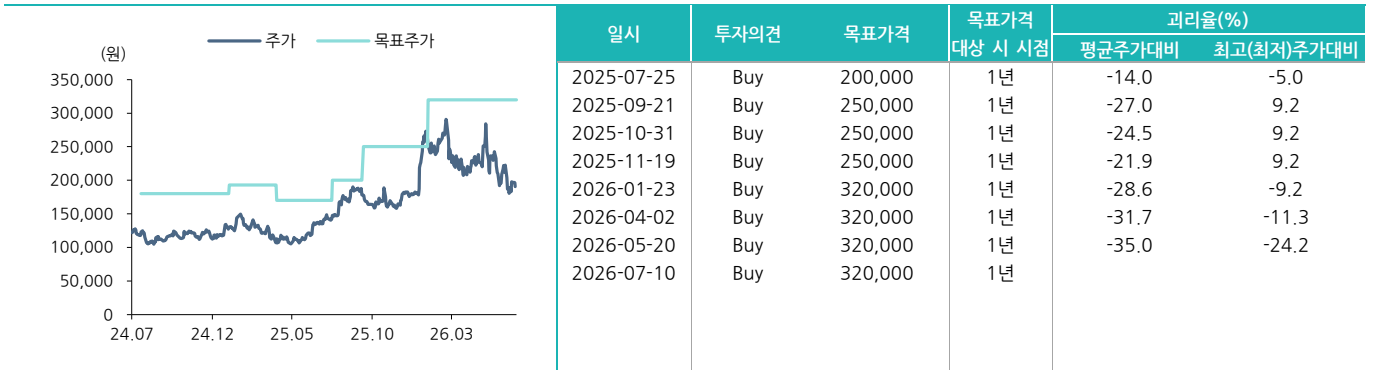 주가 목표주가
(원)
350,000
300,000
250,000
200,000
150,000
100,000
50,000
0
24.07 24.12 25.05 25.10 26.03
일시 투자의견 목표가격 목표가격 대상 시 시점 괴리율(%)
평균주가대비 최고(최저)주가대비
2025-07-25 Buy 200,000 1년 -14.0 -5.0
2025-09-21 Buy 250,000 1년 -27.0 9.2
2025-10-31 Buy 250,000 1년 -24.5 9.2
2025-11-19 Buy 250,000 1년 -21.9 9.2
2026-01-23 Buy 320,000 1년 -28.6 -9.2
2026-04-02 Buy 320,000 1년 -31.7 -11.3
2026-05-20 Buy 320,000 1년 -35.0 -24.2
2026-07-10 Buy 320,000 1년